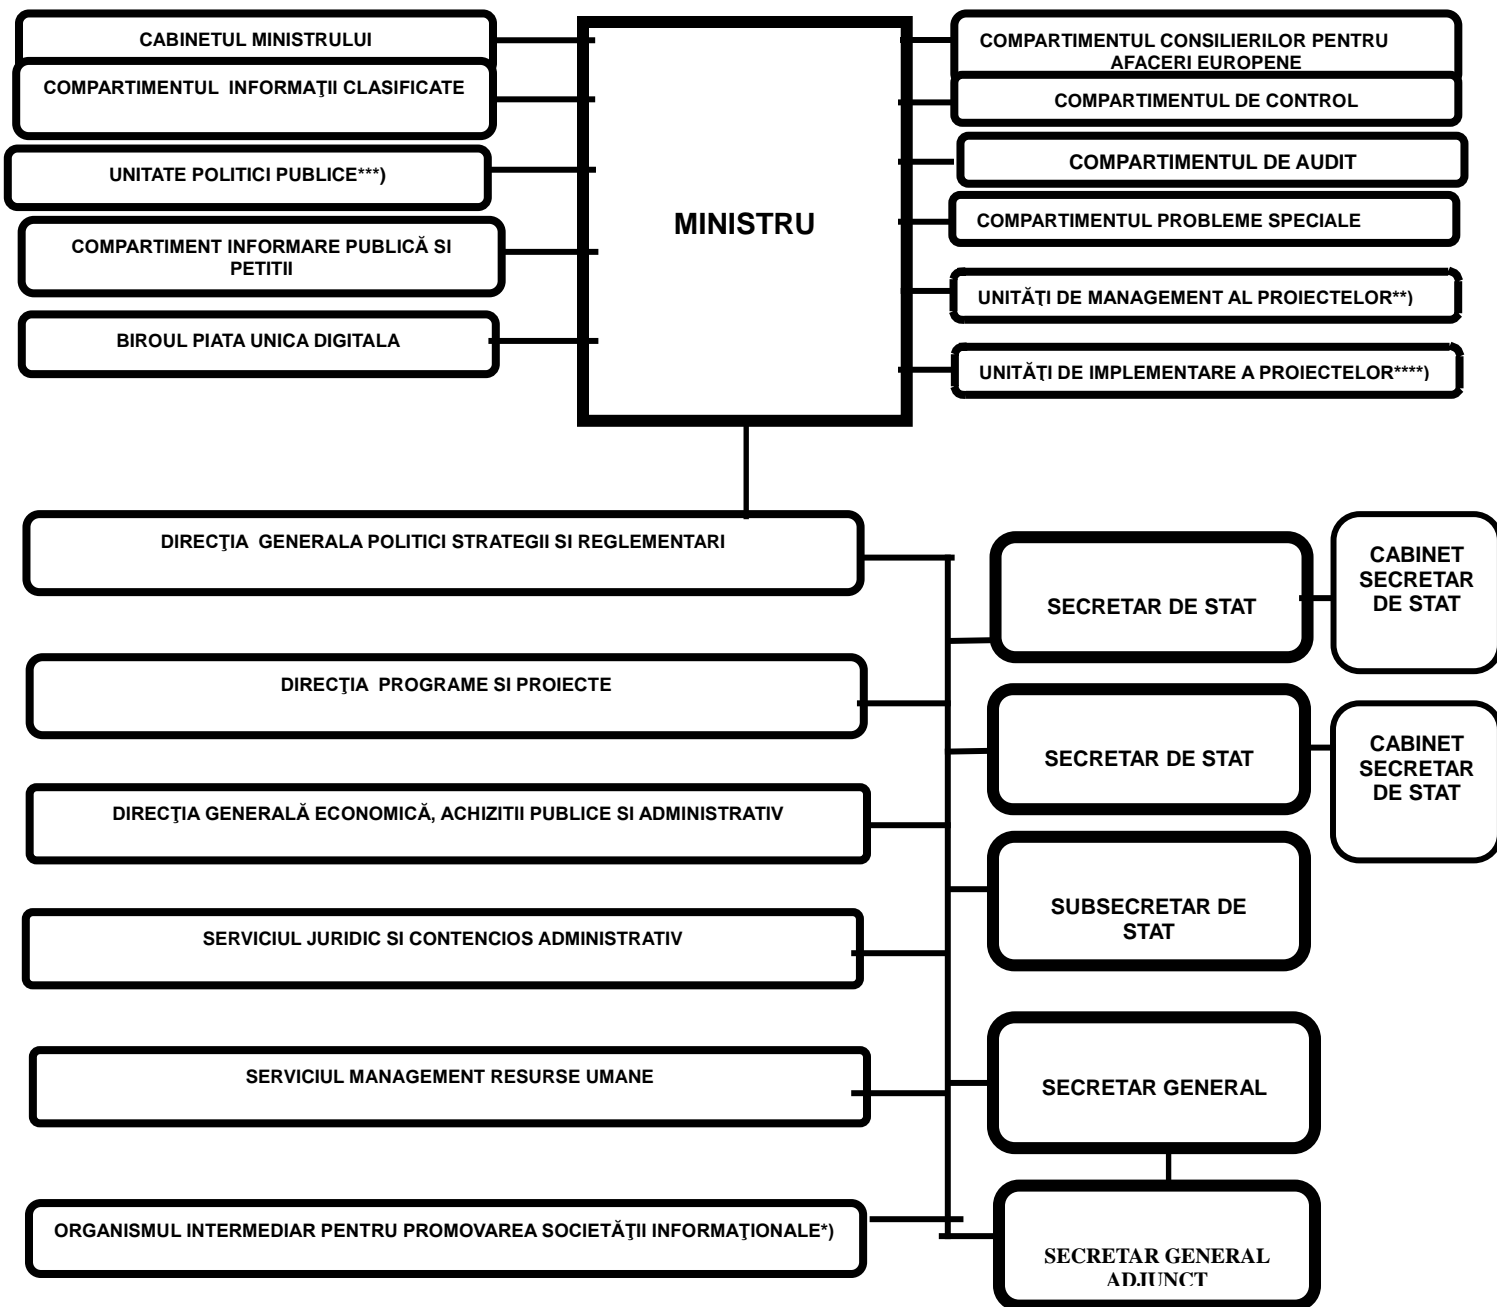 CABINETUL MINISTRULUI
COMPARTIMENTUL INFORMAŢII CLASIFICATE
UNITATE POLITICI PUBLICE***)
COMPARTIMENT INFORMARE PUBLICĂ SI
PETITII
BIROUL PIATA UNICA DIGITALA
MINISTRU
COMPARTIMENTUL CONSILIERILOR PENTRU
AFACERI EUROPENE
COMPARTIMENTUL DE CONTROL
COMPARTIMENTUL DE AUDIT
COMPARTIMENTUL PROBLEME SPECIALE
UNITĂŢI DE MANAGEMENT AL PROIECTELOR**)
UNITĂŢI DE IMPLEMENTARE A PROIECTELOR****)
DIRECŢIA GENERALA POLITICI STRATEGII SI REGLEMENTARI
DIRECŢIA PROGRAME SI PROIECTE
DIRECŢIA GENERALĂ ECONOMICĂ, ACHIZITII PUBLICE SI ADMINISTRATIV
SERVICIUL JURIDIC SI CONTENCIOS ADMINISTRATIV
SERVICIUL MANAGEMENT RESURSE UMANE
ORGANISMUL INTERMEDIAR PENTRU PROMOVAREA SOCIETĂŢII INFORMAŢIONALE*)
SECRETAR DE STAT
CABINET
SECRETAR
DE STAT
SECRETAR DE STAT
CABINET
SECRETAR
DE STAT
SUBSECRETAR DE
STAT
SECRETAR GENERAL
SECRETAR GENERAL
ADJUNCT